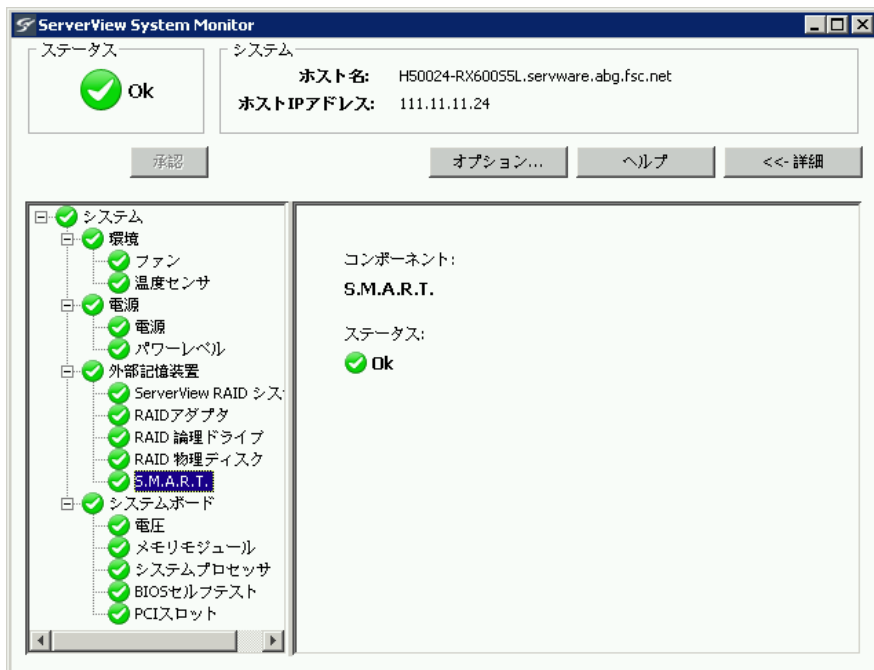 ServerView System Monitor
ステータス
Ok
システム
ホスト名: H50024-RX600S5L.servware.abg.fsc.net
ホストIPアドレス: 111.11.11.24
承認
オプション...
ヘルプ
<<- 詳細
システム
環境
ファン
温度センサ
電源
電源
パワーレベル
外部記憶装置
ServerView RAID シス
RAIDアダプタ
RAID 論理ドライブ
RAID 物理ディスク
S.M.A.R.T.
システムボード
電圧
メモリモジュール
システムプロセッサ
BIOSセルフテスト
PCIスロット
コンポーネント:
S.M.A.R.T.
ステータス:
Ok